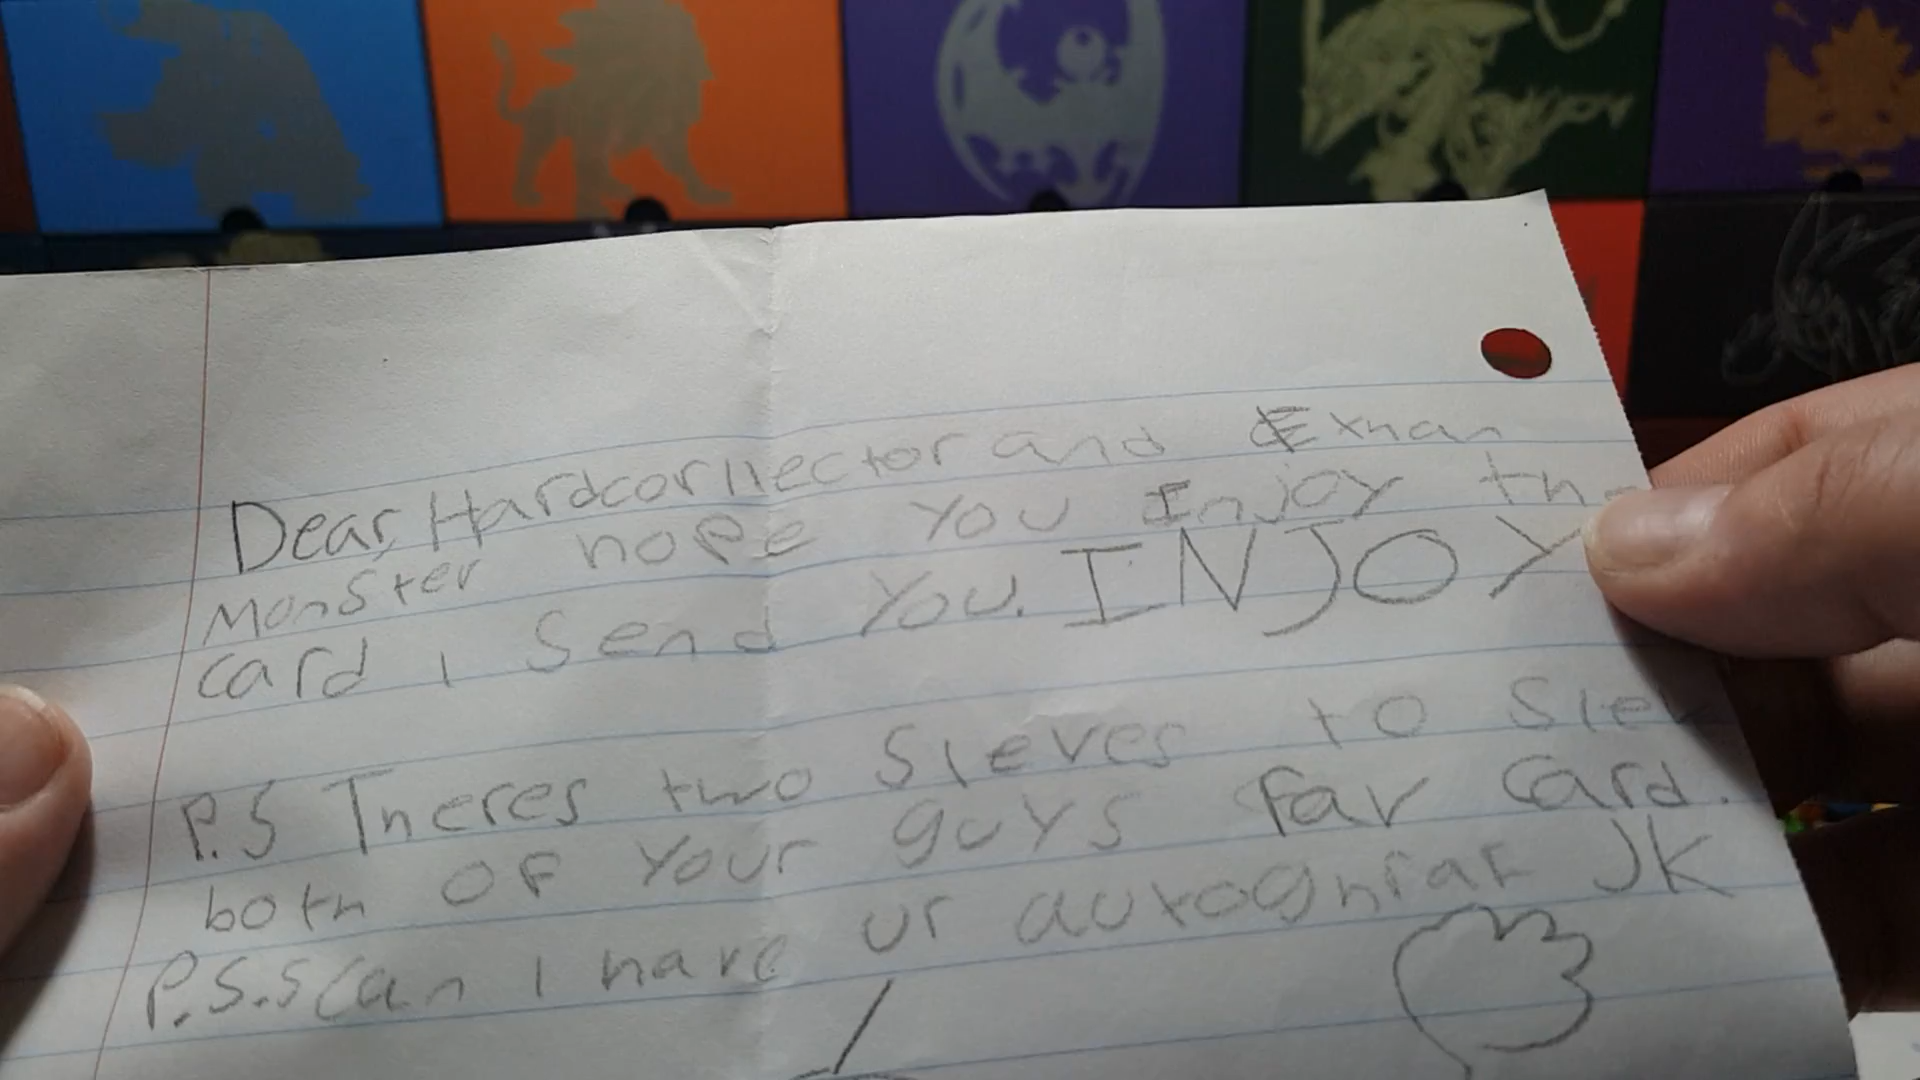 Dear, Hardcorllector and Exhan
Monster hope you Injoy the
card I send you. INJOY
P.S Theres two Sleves to Slev
both of your guys fav card.
P.S.S Can I have ur autoghraf JK